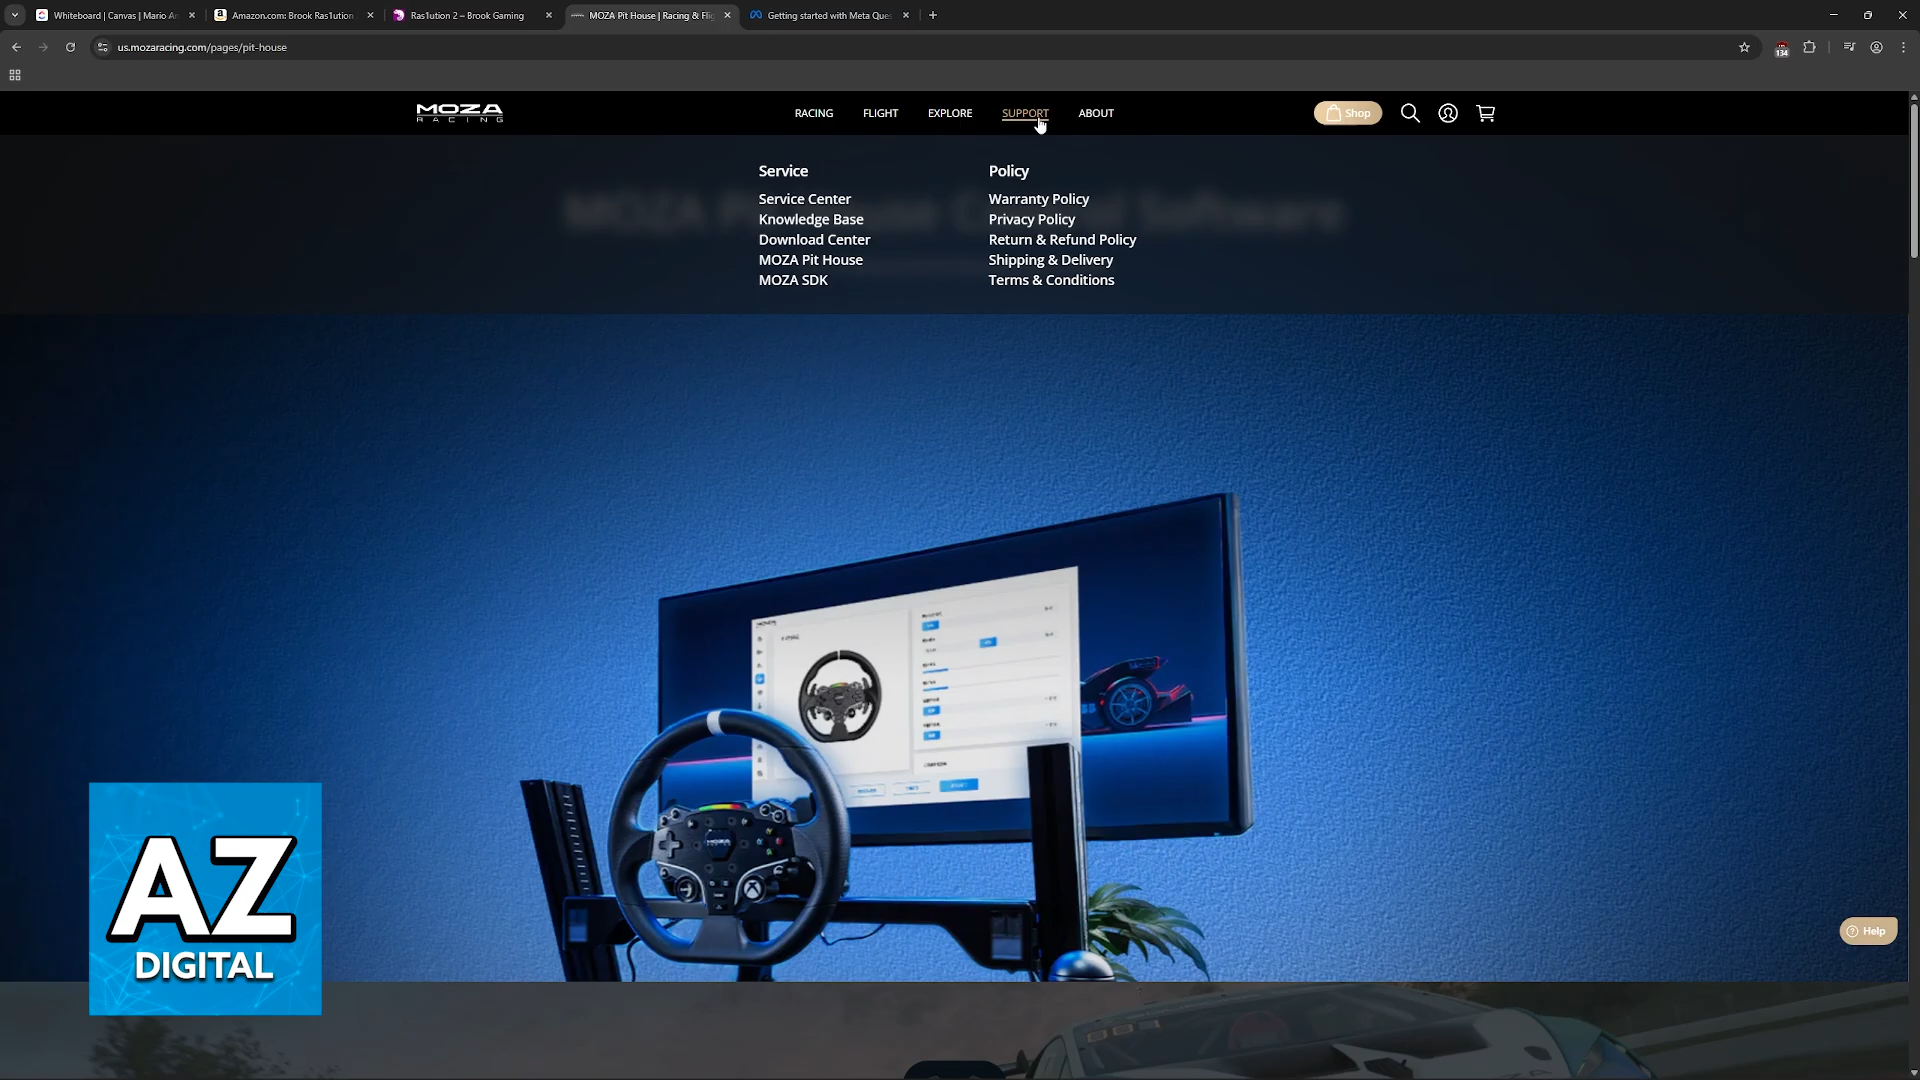 Whiteboard | Canvas | Mario A
Amazon.com: Brook Ras1ution
Ras1ution 2 – Brook Gaming
MOZA Pit House | Racing & Fli
Getting started with Meta Que
us.mozaracing.com/pages/pit-house
134
MOZA
RACING
RACING
FLIGHT
EXPLORE
SUPPORT
ABOUT
Shop
Service
Policy
Service Center
Warranty Policy
Knowledge Base
Privacy Policy
Download Center
Return & Refund Policy
MOZA Pit House
Shipping & Delivery
MOZA SDK
Terms & Conditions
AZ
DIGITAL
Help